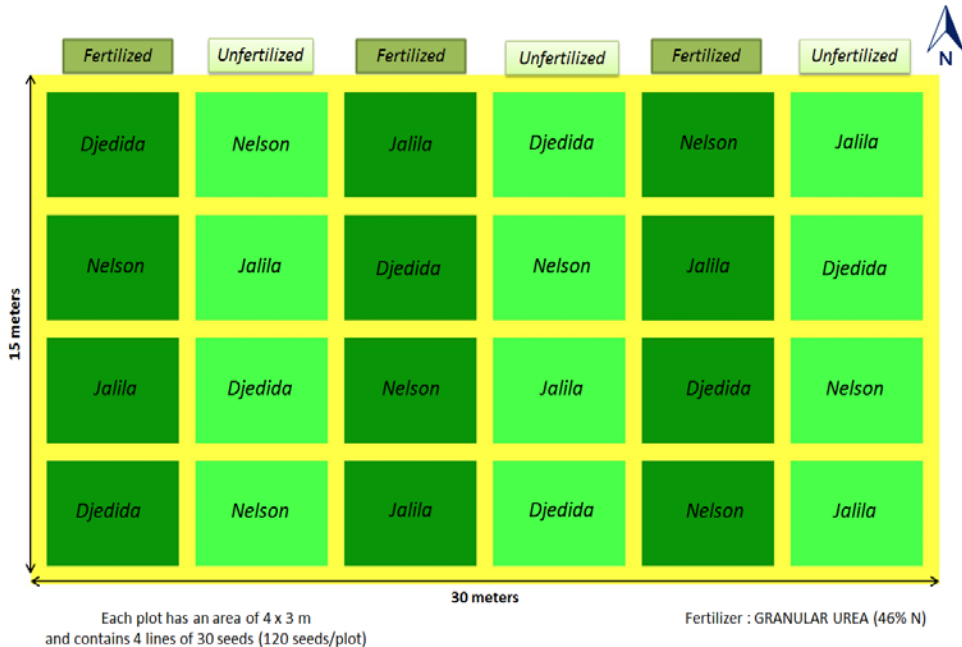 Fertilized Unfertilized Fertilized Unfertilized Fertilized Unfertilized
N
Djedida Nelson Jalila Djedida Nelson Jalila
Nelson Jalila Djedida Nelson Jalila Djedida
15 meters
Jalila Djedida Nelson Jalila Djedida Nelson
Djedida Nelson Jalila Djedida Nelson Jalila
30 meters
Each plot has an area of 4 x 3 m
and contains 4 lines of 30 seeds (120 seeds/plot)
Fertilizer : GRANULAR UREA (46% N)